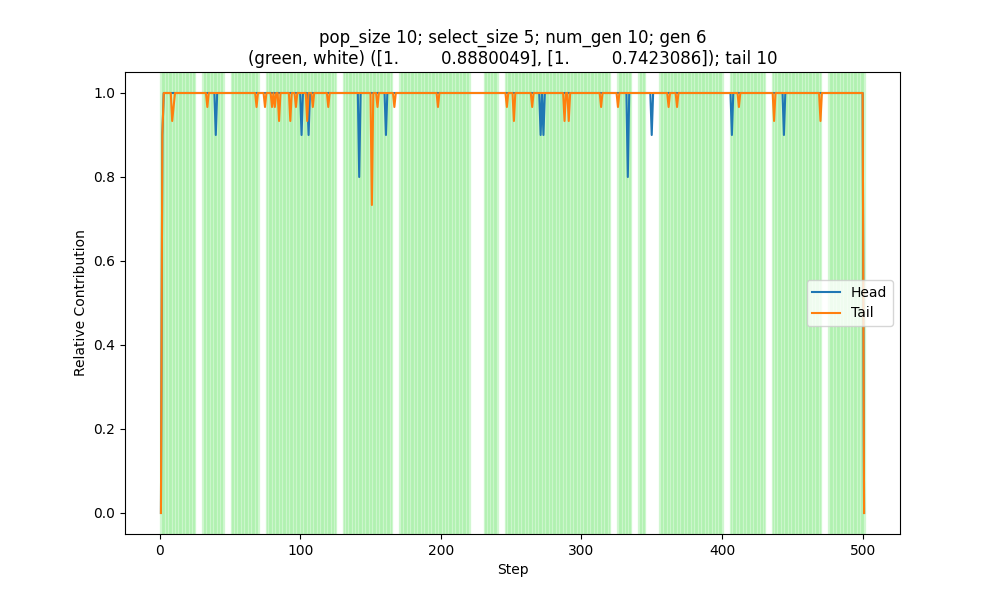 pop_size 10; select_size 5; num_gen 10; gen 6
(green, white) ([1.         0.8880049], [1.         0.7423086]); tail 10
1.0
0.8
0.6
0.4
0.2
0.0
Relative Contribution
Head
Tail
0
100
200
300
400
500
Step